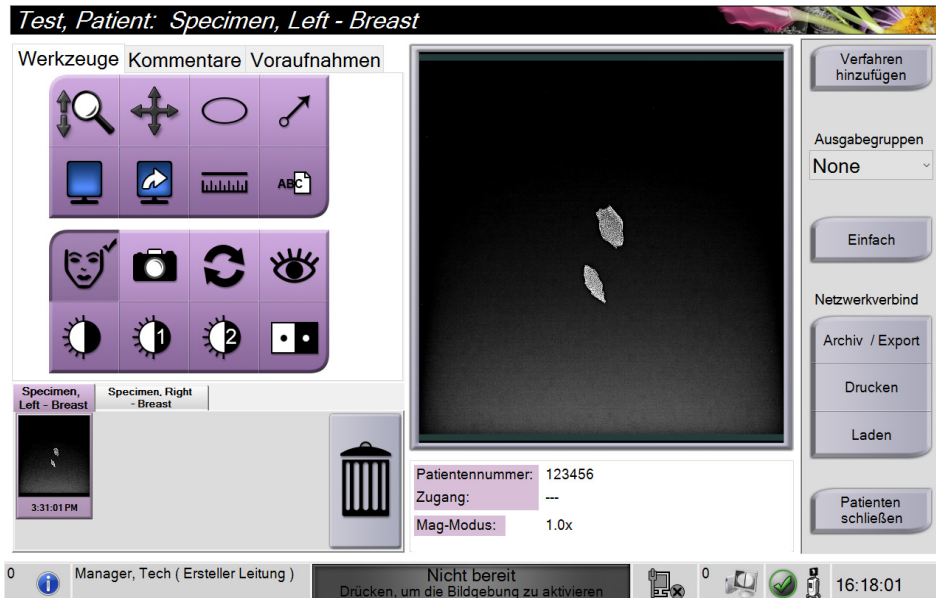 Test, Patient: Specimen, Left - Breast
Werkzeuge Kommentare Voraufnahmen
ABC
1
2
Specimen,
Left - Breast
Specimen, Right
- Breast
3:31:01 PM
Patientennummer: 123456
Zugang: ---
Mag-Modus: 1.0x
Verfahren
hinzufügen
Ausgabegruppen
None
Einfach
Netzwerkverbind
Archiv / Export
Drucken
Laden
Patienten
schließen
0
i
Manager, Tech ( Ersteller Leitung )
Nicht bereit
Drücken, um die Bildgebung zu aktivieren
0
16:18:01